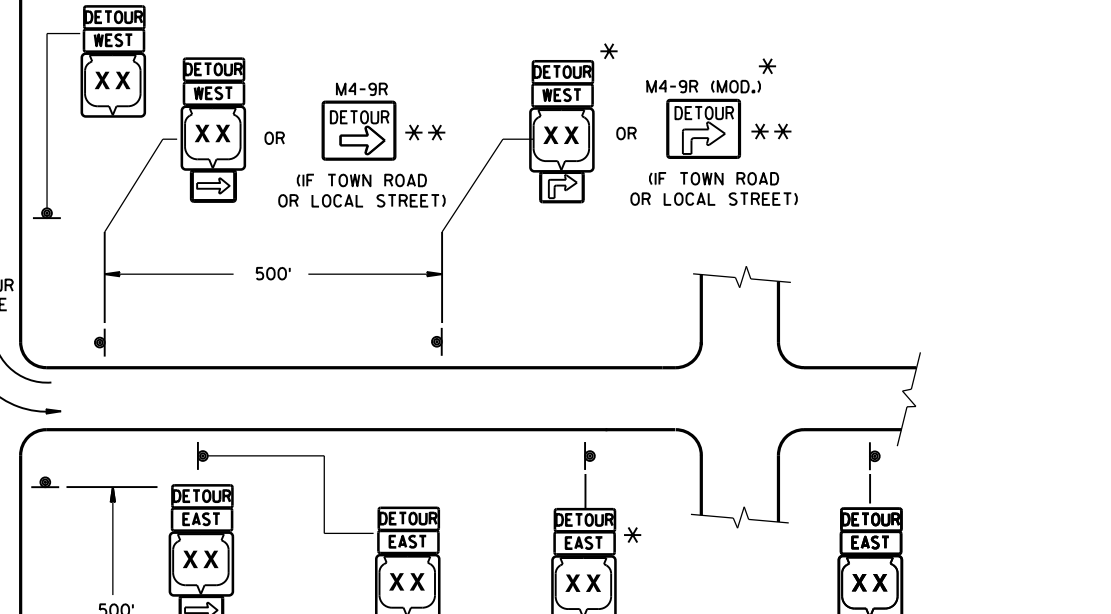 DETOUR
WEST
XX
DETOUR
WEST
XX
OR
M4-9R
DETOUR
**
(IF TOWN ROAD
OR LOCAL STREET)
*
DETOUR
WEST
XX
OR
*
M4-9R (MOD.)
DETOUR
**
(IF TOWN ROAD
OR LOCAL STREET)
500'
UR
E
DETOUR
EAST
XX
500'
DETOUR
EAST
XX
DETOUR
EAST
*
XX
DETOUR
EAST
XX